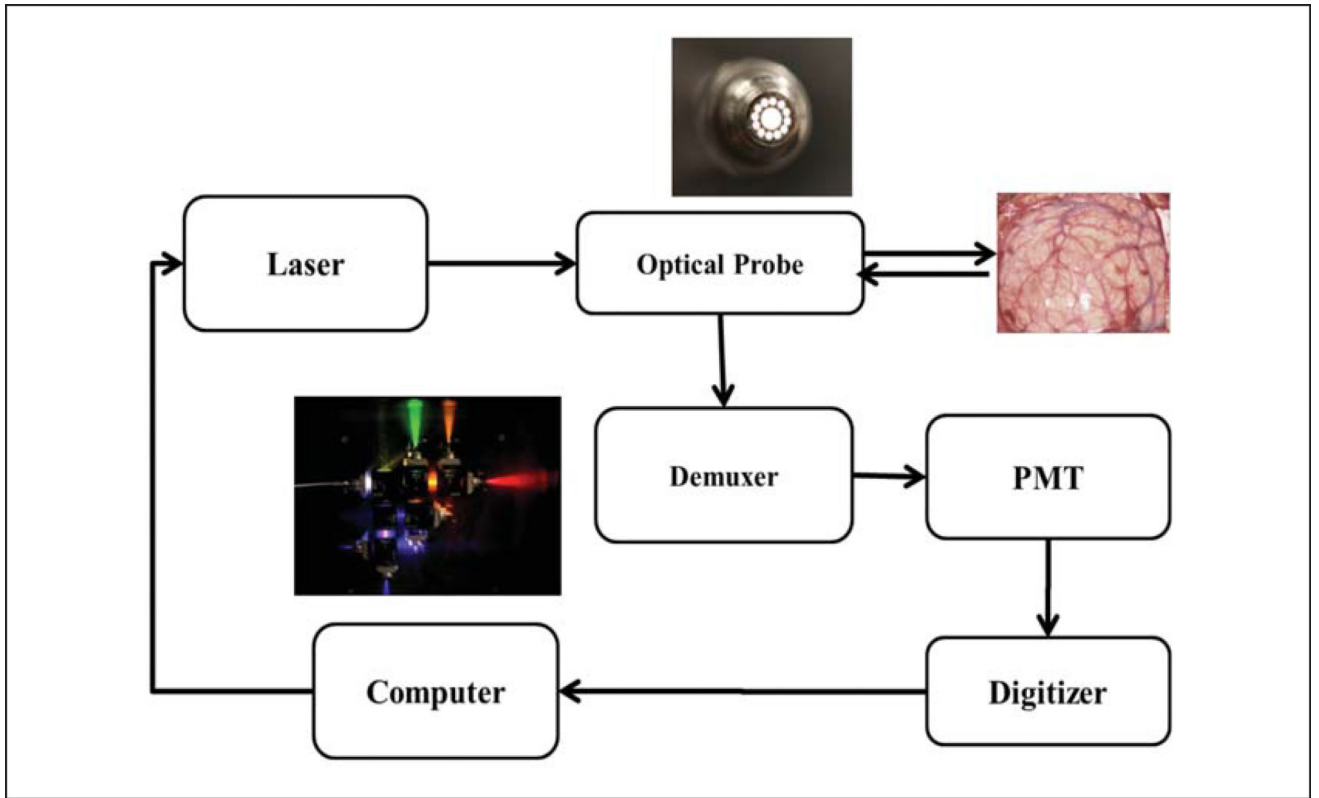 Laser
Optical Probe
Demuxer
PMT
Computer
Digitizer